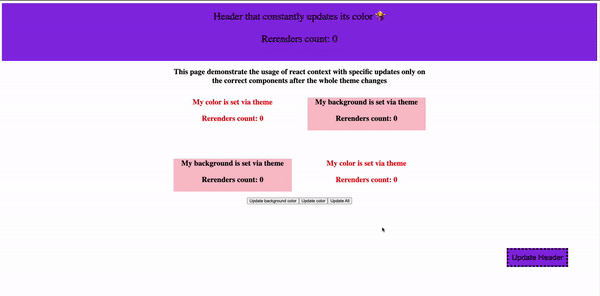 Header that constantly updates its color 🤹
Rerenders count: 0
This page demonstrate the usage of react context with specific updates only on
the correct components after the whole theme changes
My color is set via theme
Rerenders count: 0
My background is set via theme
Rerenders count: 0
My background is set via theme
Rerenders count: 0
My color is set via theme
Rerenders count: 0
Update background color Update color Update All
Update Header